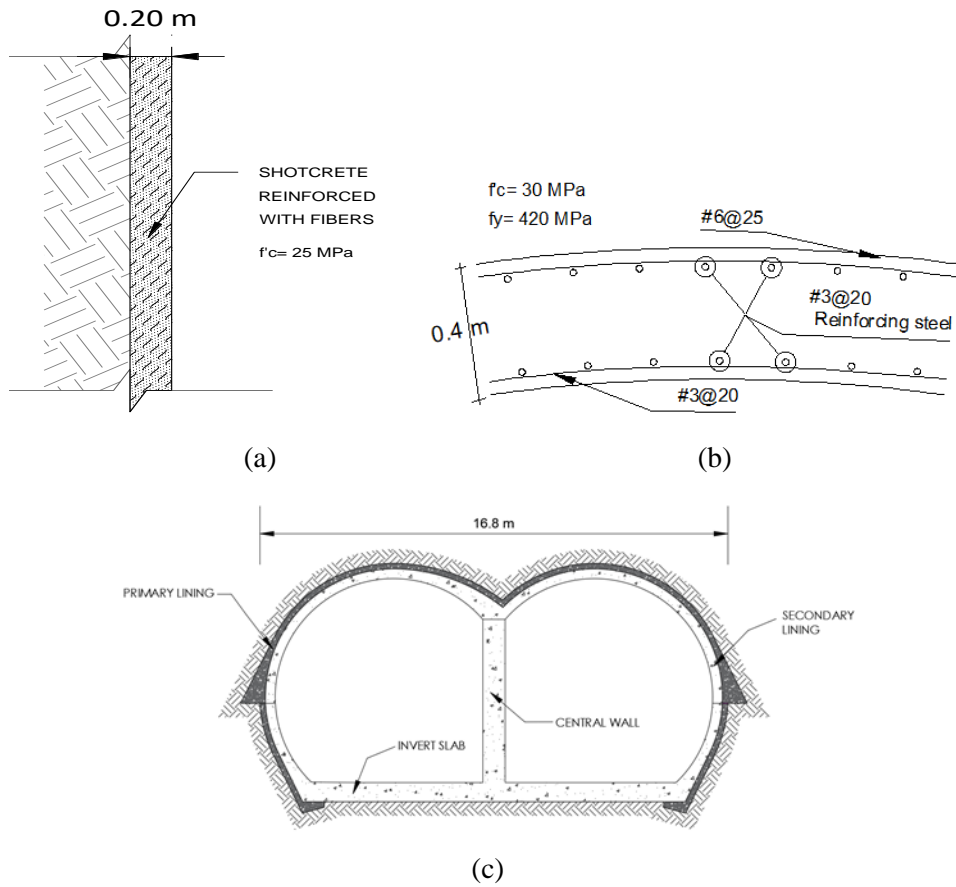 0.20 m
SHOTCRETE
REINFORCED
WITH FIBERS
f'c= 25 MPa
(a)
f'c= 30 MPa
fy= 420 MPa
#6@25
0.4 m
#3@20
Reinforcing steel
#3@20
(b)
16.8 m
PRIMARY LINING
SECONDARY
LINING
CENTRAL WALL
INVERT SLAB
(c)